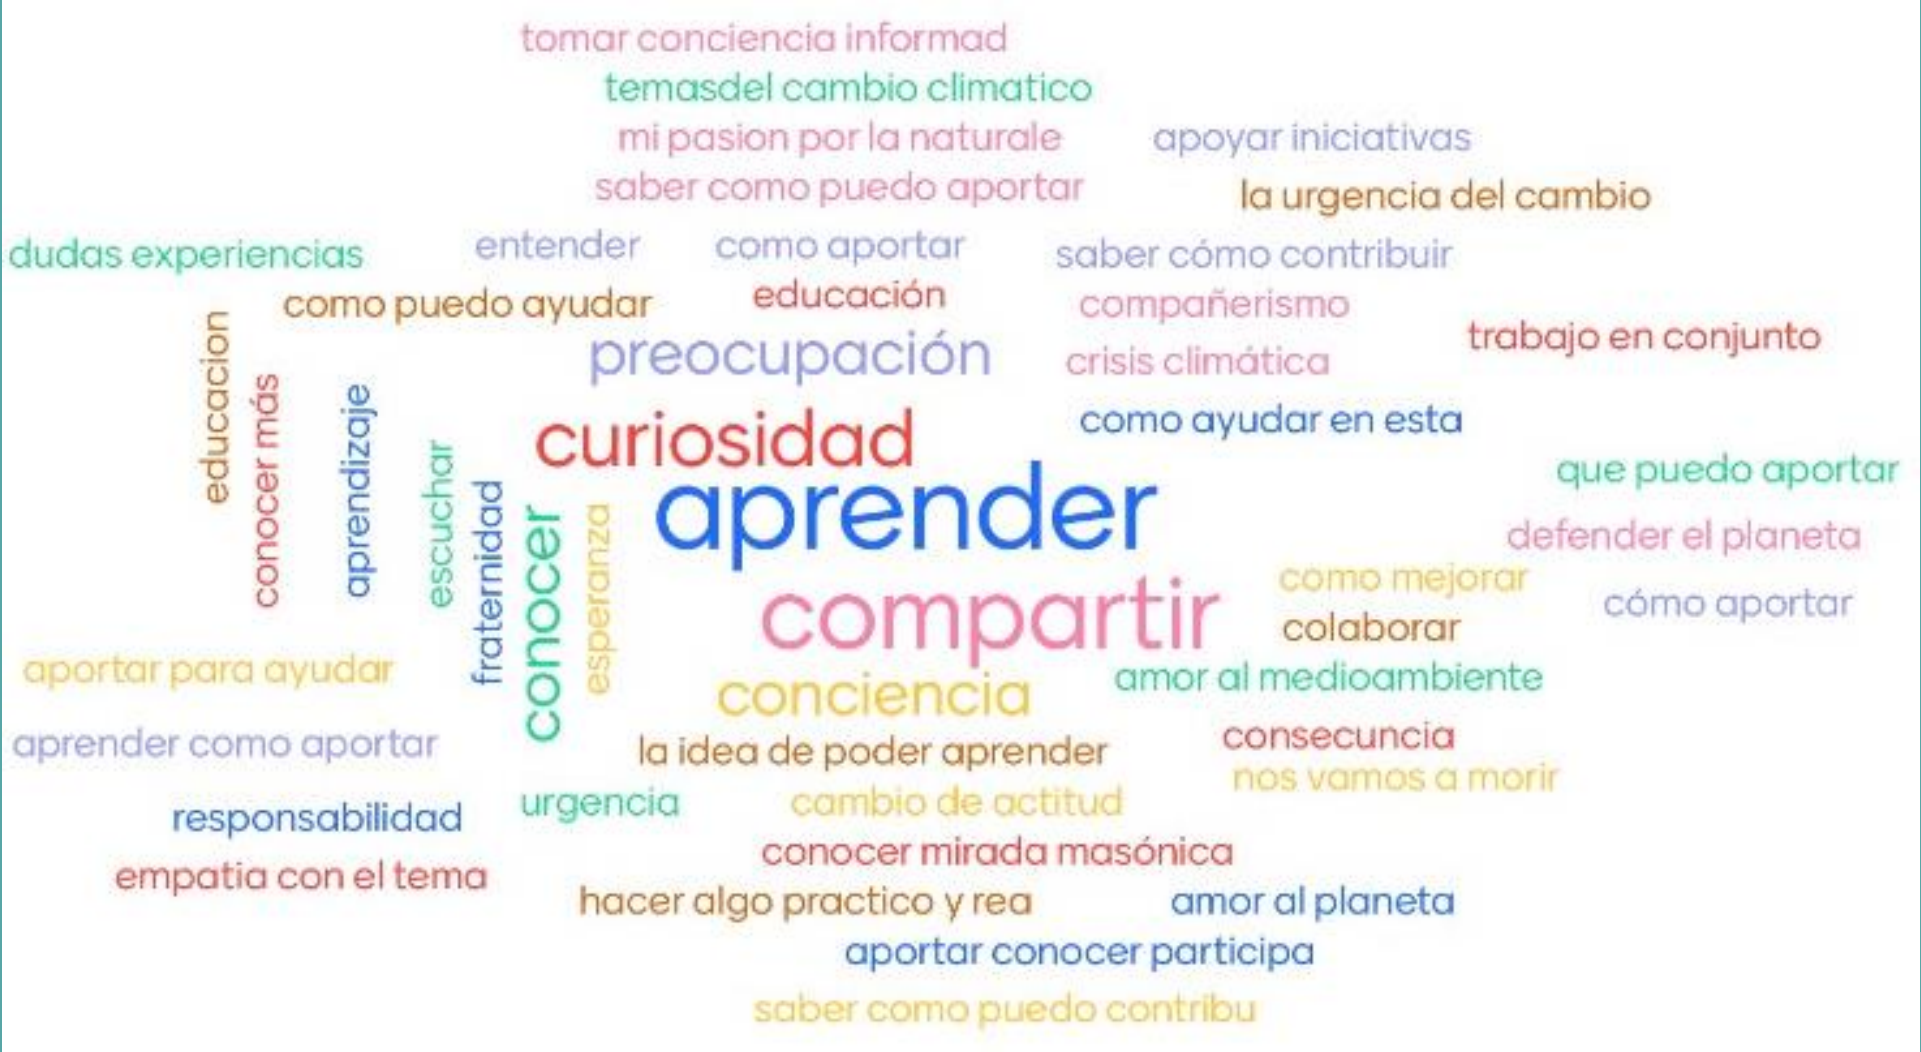 tomar conciencia informad
temasdel cambio climatico
mi pasion por la naturale
apoyar iniciativas
saber como puedo aportar
la urgencia del cambio
dudas experiencias
entender
como aportar
saber cómo contribuir
como puedo ayudar
educación
compañerismo
trabajo en conjunto
preocupación
crisis climática
educacion
conocer más
aprendizaje
escuchar
fraternidad
conocer
esperanza
curiosidad
como ayudar en esta
aprender
que puedo aportar
defender el planeta
compartir
como mejorar
cómo aportar
colaborar
aportar para ayudar
conciencia
amor al medioambiente
aprender como aportar
la idea de poder aprender
consecuncia
nos vamos a morir
responsabilidad
urgencia
cambio de actitud
conocer mirada masónica
empatia con el tema
hacer algo practico y rea
amor al planeta
aportar conocer participa
saber como puedo contribu